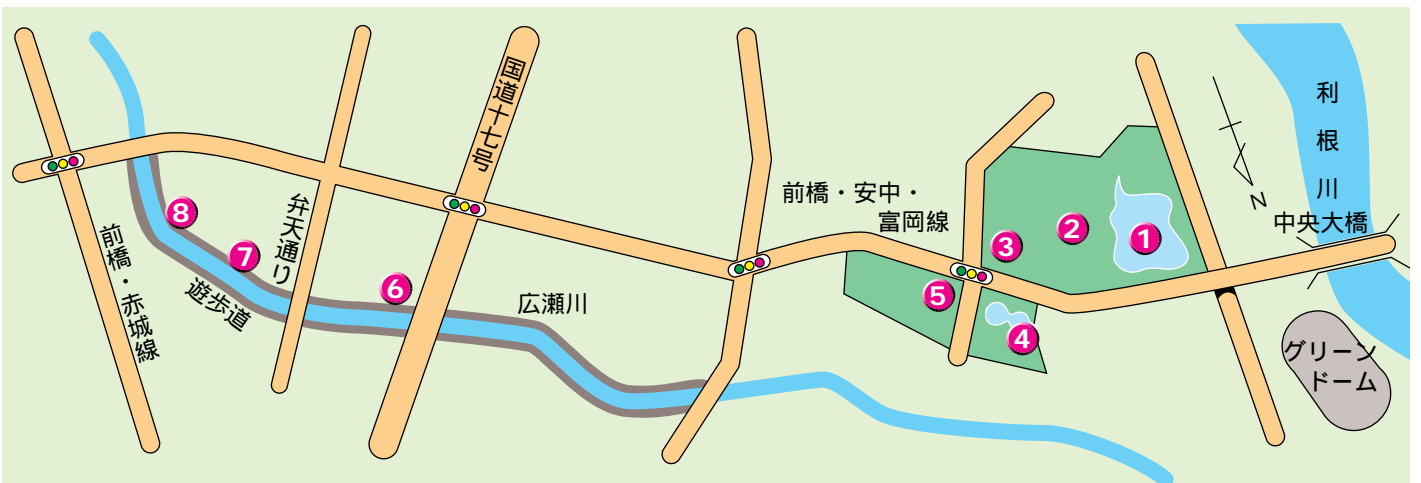 国道十七号
利根川
中央大橋
N
前橋・安中・
富岡線
弁天通り
前橋・赤城線
遊歩道
広瀬川
グリーン
ドーム
1
2
3
4
5
6
7
8